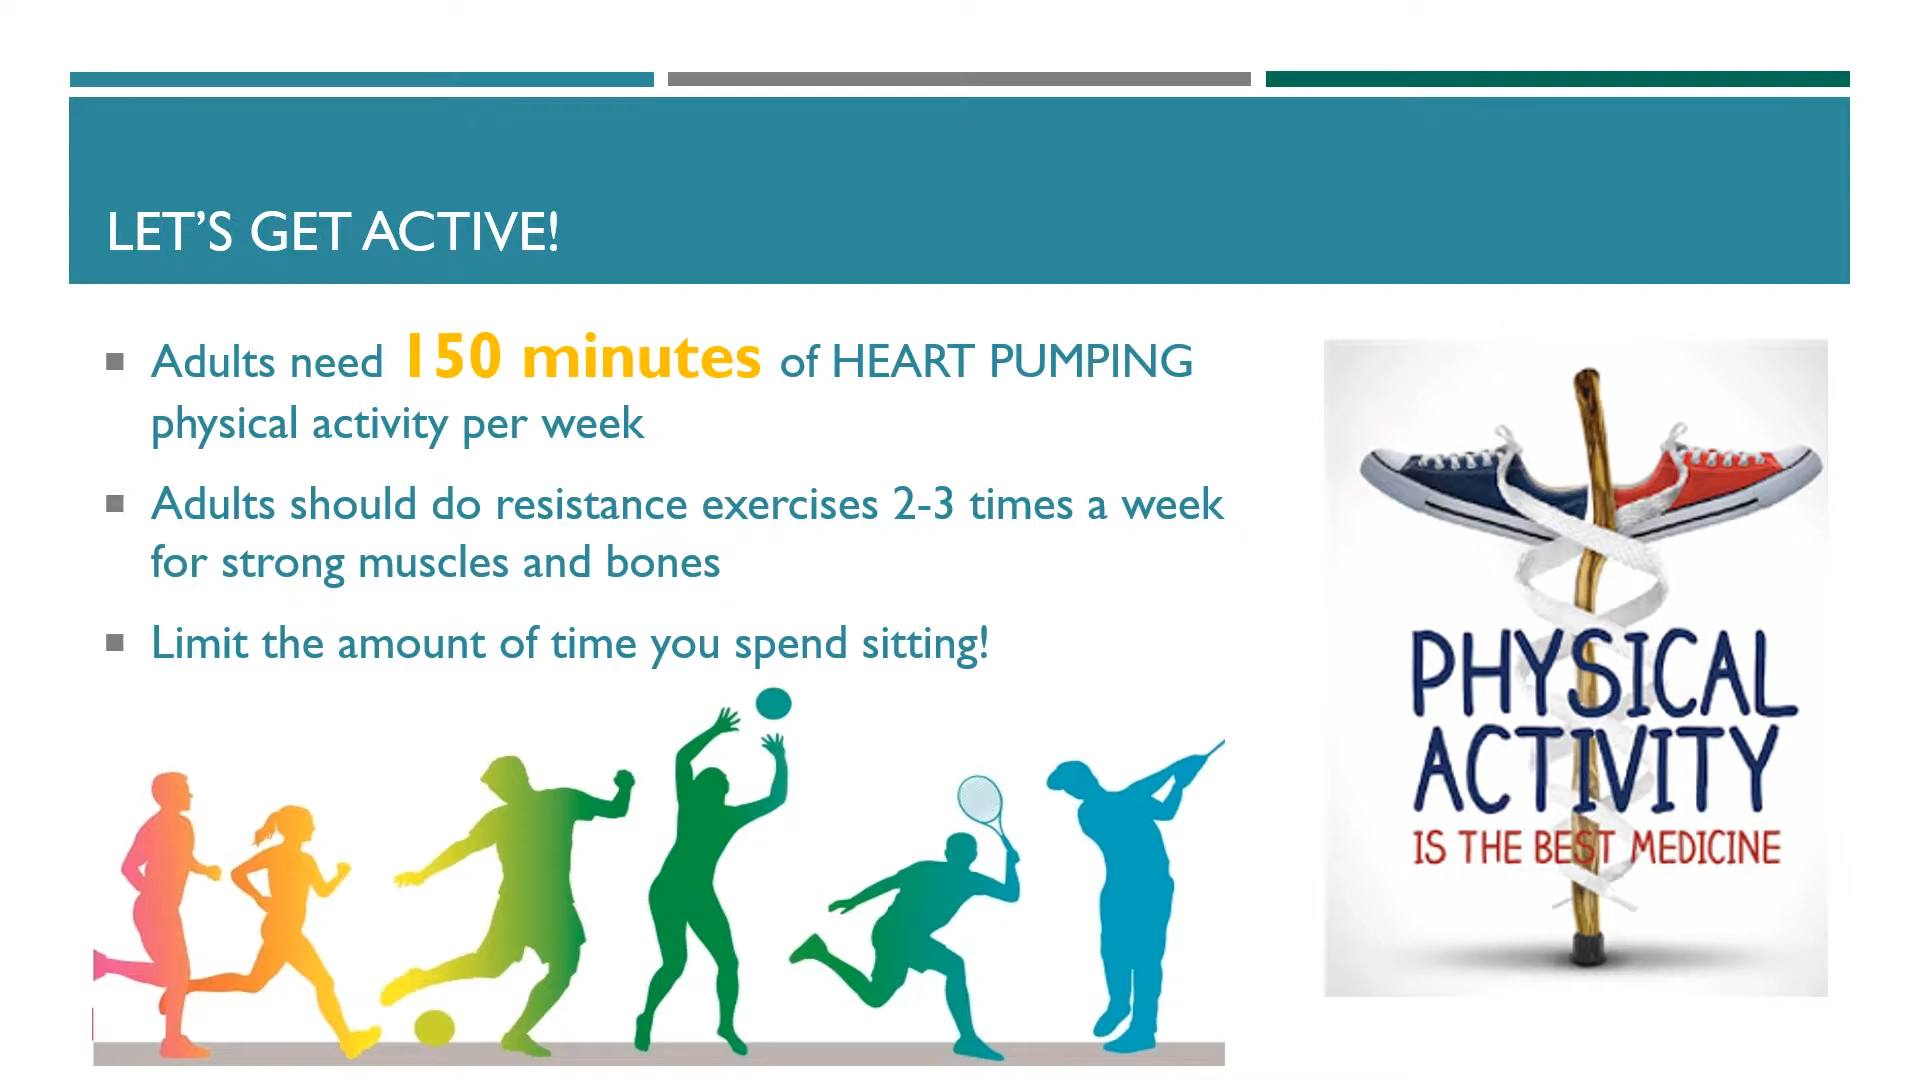 LET'S GET ACTIVE!
Adults need 150 minutes of HEART PUMPING
physical activity per week
Adults should do resistance exercises 2-3 times a week
for strong muscles and bones
Limit the amount of time you spend sitting!
PHYSICAL
ACTIVITY
IS THE BEST MEDICINE